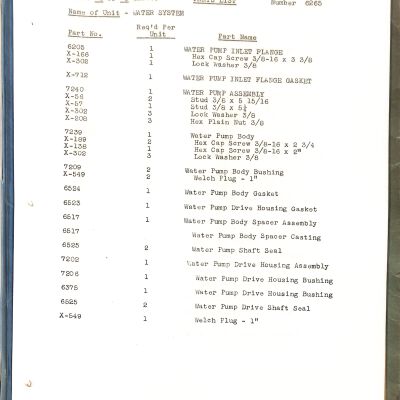 PARTS LIST Number 6265
Name of Unit - WATER SYSTEM
Part No. Req'd Per Unit Part Name
6205 1 WATER PUMP INLET FLANGE
X-166 1 Hex Cap Screw 3/8-16 x 3 3/8
X-302 1 Lock Washer 3/8
X-712 1 WATER PUMP INLET FLANGE GASKET
7240 1 WATER PUMP ASSEMBLY
X-56 2 Stud 3/8 x 5 15/16
X-57 1 Stud 3/8 x 5¼
X-302 3 Lock Washer 3/8
X-208 3 Hex Plain Nut 3/8
7239 1 Water Pump Body
X-189 2 Hex Cap Screw 3/8-16 x 2 3/4
X-138 1 Hex Cap Screw 3/8-16 x 2"
X-302 3 Lock Washer 3/8
7209 2 Water Pump Body Bushing
X-549 2 Welch Plug - 1"
6524 1 Water Pump Body Gasket
6523 1 Water Pump Drive Housing Gasket
6517 1 Water Pump Body Spacer Assembly
6517 Water Pump Body Spacer Casting
6525 2 Water Pump Shaft Seal
7202 1 Water Pump Drive Housing Assembly
7206 1 Water Pump Drive Housing Bushing
6375 1 Water Pump Drive Housing Bushing
6525 2 Water Pump Drive Shaft Seal
X-549 1 Welch Plug - 1"